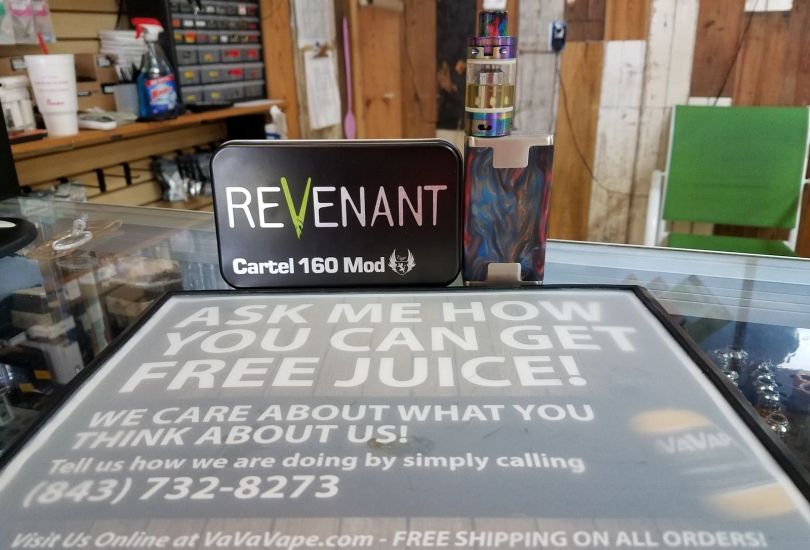 REVENANT
Cartel 160 Mod
ASK ME HOW
YOU CAN GET
FREE JUICE!
WE CARE ABOUT WHAT YOU
THINK ABOUT US!
Tell us how we are doing by simply calling
(843) 732-8273
VAVAP
Visit Us Online at VaVaVape.com - FREE SHIPPING ON ALL ORDERS!